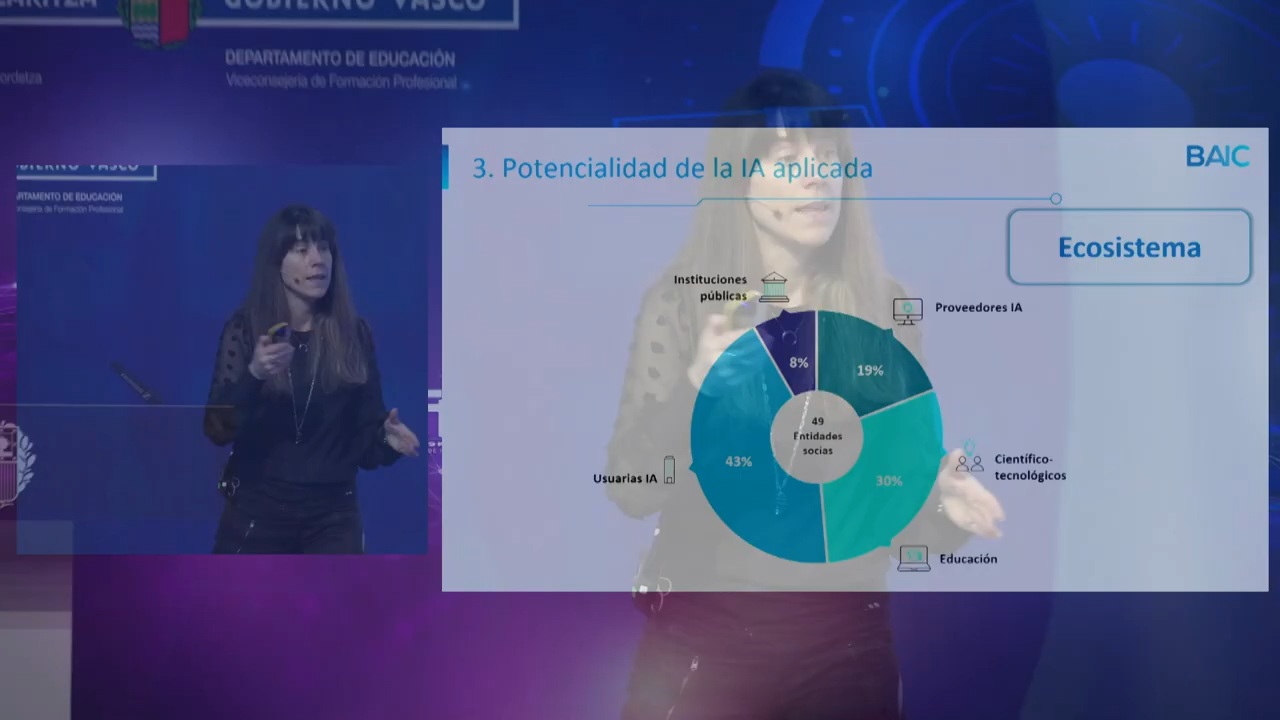 GOBIERNO VASCO
DEPARTAMENTO DE EDUCACIÓN
Viceconsejería de Formación Profesional
3. Potencialidad de la IA aplicada
BAIC
Ecosistema
Instituciones
públicas
Proveedores IA
8%
19%
49
Entidades
socias
43%
30%
Usuarias IA
Científico-
tecnológicos
Educación